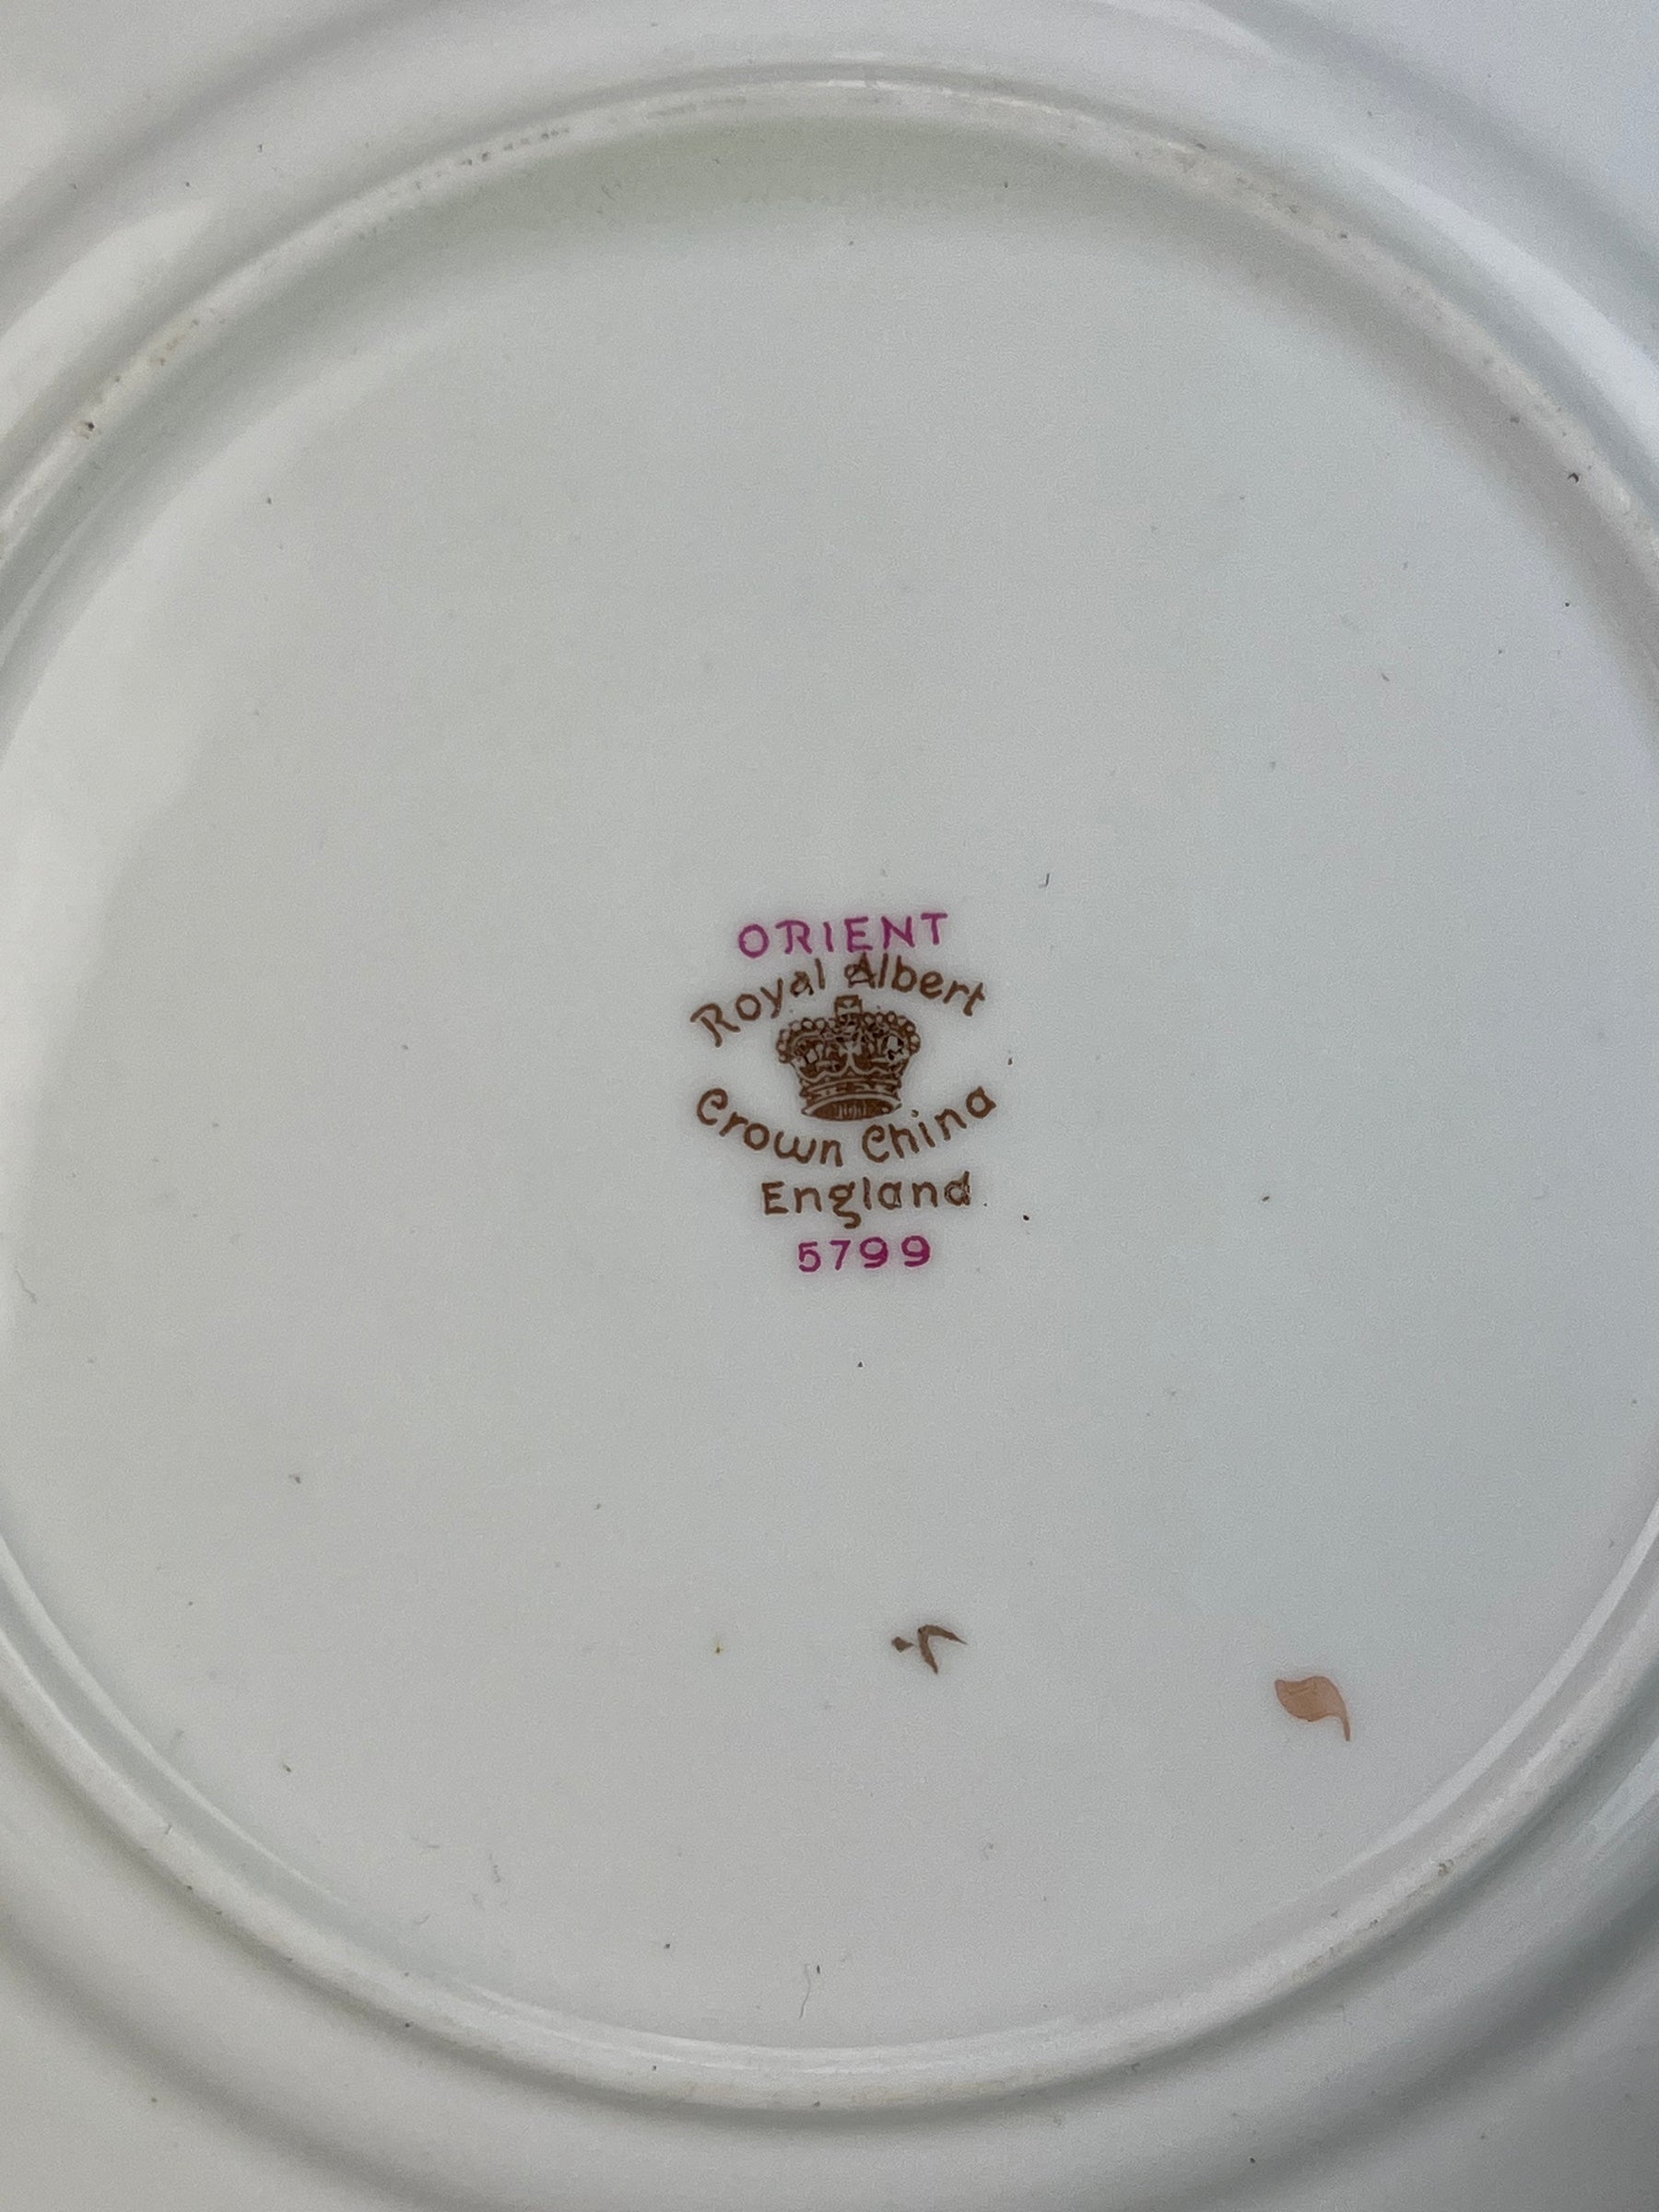 ORIENT
Royal Albert
Crown China
England
5799